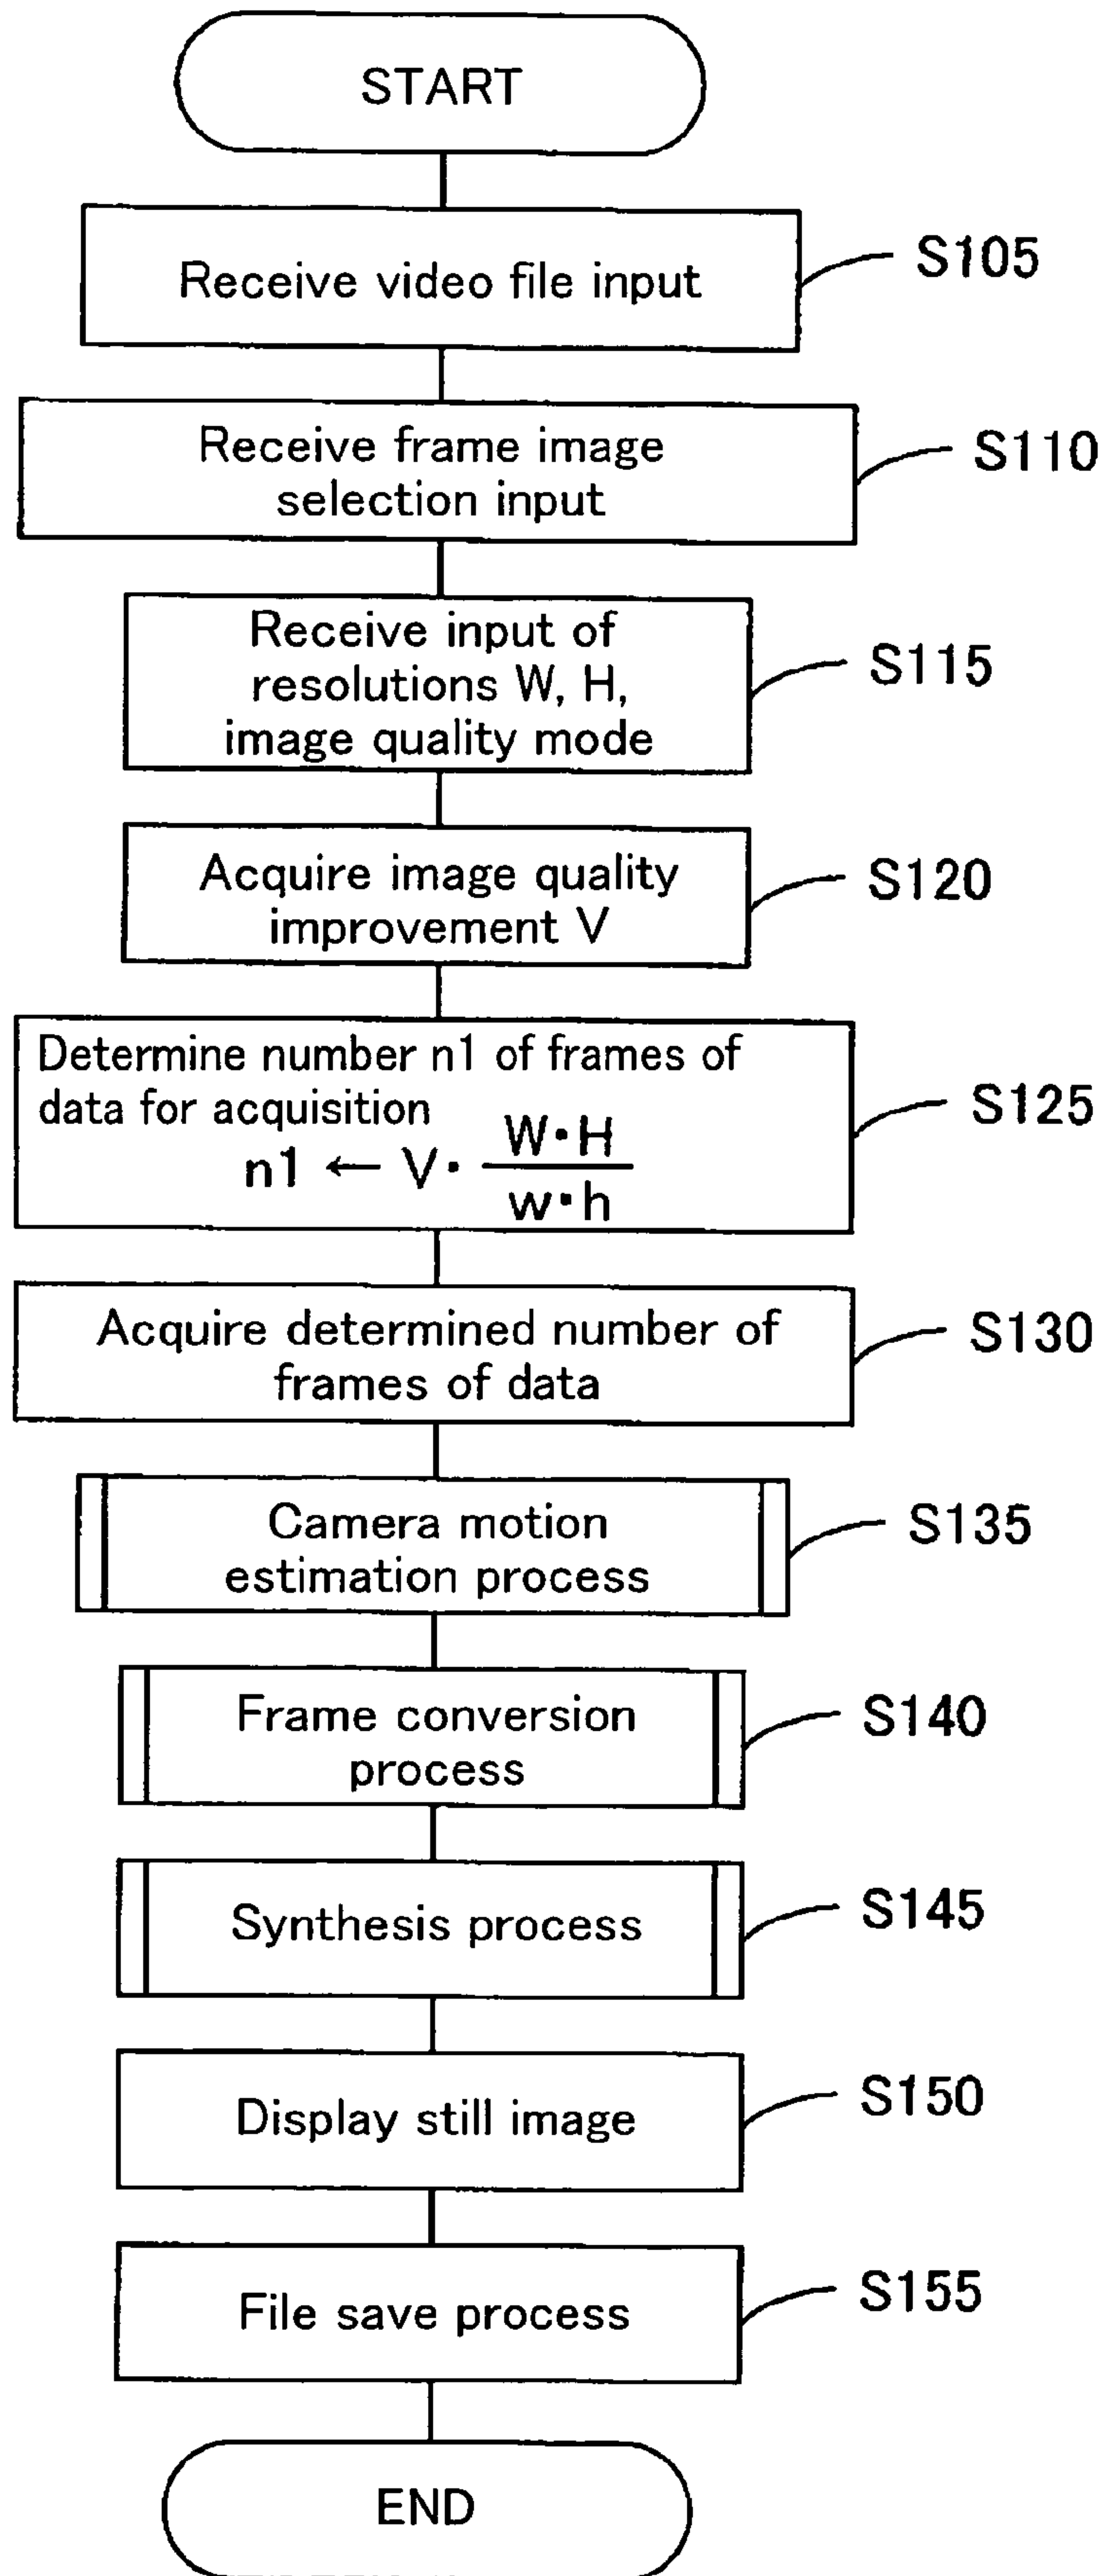 START
Receive video file input
S105
Receive frame image
selection input
S110
Receive input of
resolutions W, H,
image quality mode
S115
Acquire image quality
improvement V
S120
Determine number n1 of frames of
data for acquisition
n1 ← V· W·H
w·h
S125
Acquire determined number of
frames of data
S130
Camera motion
estimation process
S135
Frame conversion
process
S140
Synthesis process
S145
Display still image
S150
File save process
S155
END